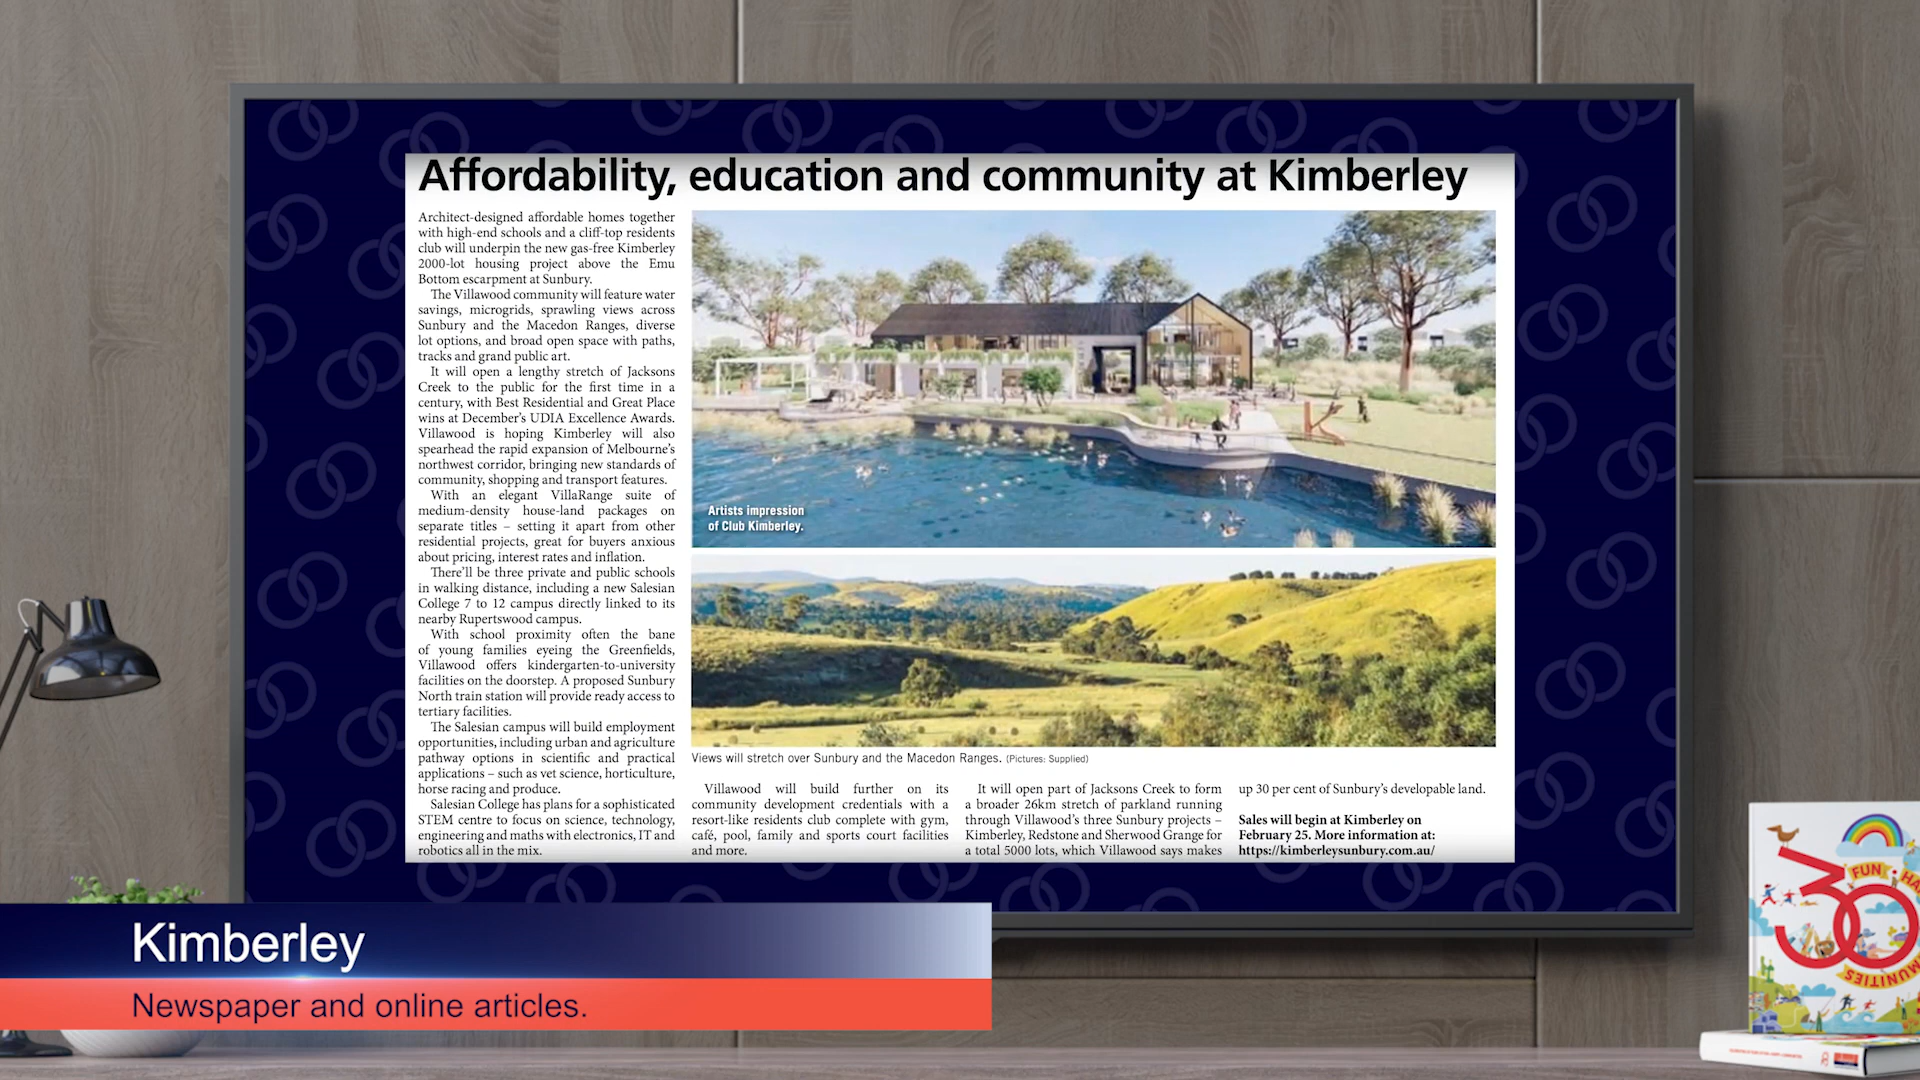 Affordability, education and community at Kimberley
Architect-designed affordable homes together
with high-end schools and a cliff-top residents
club will underpin the new gas-free Kimberley
2000-lot housing project above the Emu
Bottom escarpment at Sunbury.
The Villawood community will feature water
savings, microgrids, sprawling views across
Sunbury and the Macedon Ranges, diverse
lot options, and broad open space with paths,
tracks and grand public art.
It will open a lengthy stretch of Jacksons
Creek to the public for the first time in a
century, with Best Residential and Great Place
wins at December's UDIA Excellence Awards.
Villawood is hoping Kimberley will also
spearhead the rapid expansion of Melbourne's
northwest corridor, bringing new standards of
community, shopping and transport features.
With an elegant VillaRange suite of
medium-density house-land packages on
separate titles – setting it apart from other
residential projects, great for buyers anxious
about pricing, interest rates and inflation.
There'll be three private and public schools
in walking distance, including a new Salesian
College 7 to 12 campus directly linked to its
nearby Rupertswood campus.
With school proximity often the bane
of young families eyeing the Greenfields,
Villawood offers kindergarten-to-university
facilities on the doorstep. A proposed Sunbury
North train station will provide ready access to
tertiary facilities.
The Salesian campus will build employment
opportunities, including urban and agriculture
pathway options in scientific and practical
applications – such as vet science, horticulture,
horse racing and produce.
Salesian College has plans for a sophisticated
STEM centre to focus on science, technology,
engineering and maths with electronics, IT and
robotics all in the mix.
Artists impression
of Club Kimberley.
Views will stretch over Sunbury and the Macedon Ranges. (Pictures: Supplied)
Villawood will build further on its
community development credentials with a
resort-like residents club complete with gym,
café, pool, family and sports court facilities
and more.
It will open part of Jacksons Creek to form
a broader 26km stretch of parkland running
through Villawood's three Sunbury projects –
Kimberley, Redstone and Sherwood Grange for
a total 5000 lots, which Villawood says makes
up 30 per cent of Sunbury's developable land.
Sales will begin at Kimberley on
February 25. More information at:
https://kimberleysunbury.com.au/
Kimberley
Newspaper and online articles.
FUN • HA
30
MUNITIES